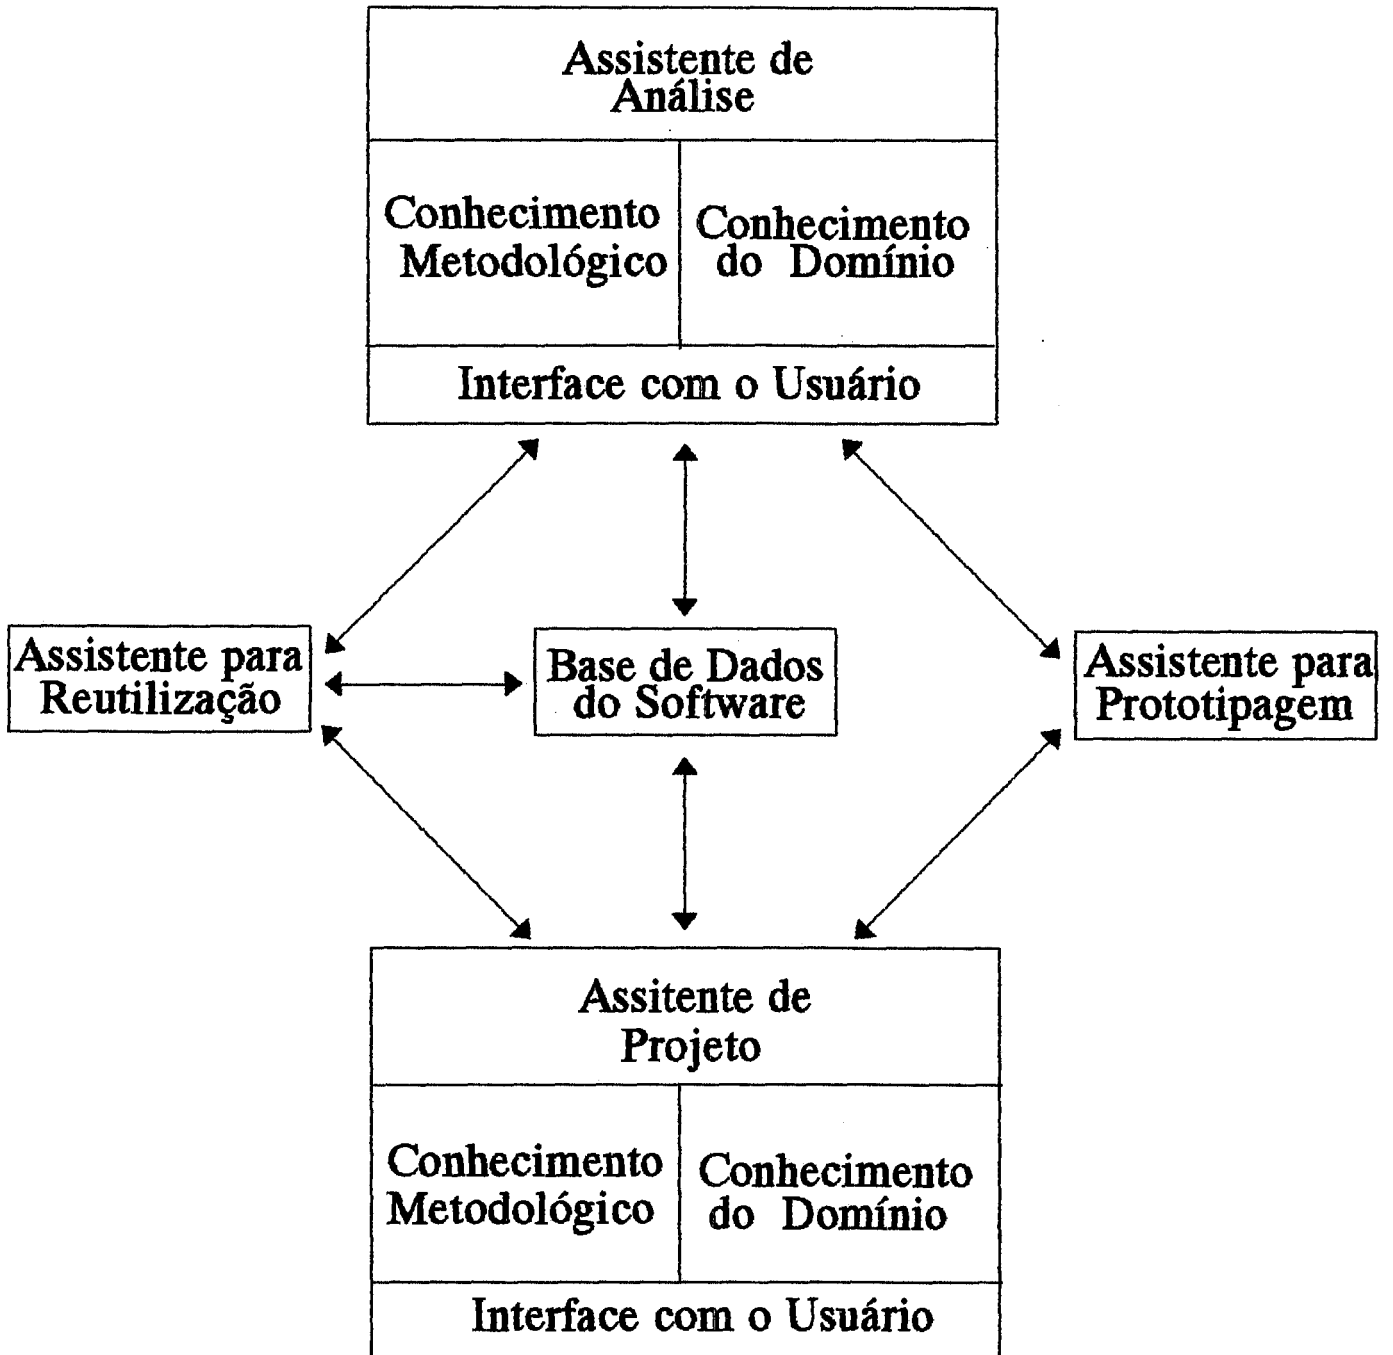 Assistente de
Análise
Conhecimento
Metodológico
Conhecimento
do Domínio
Interface com o Usuário
Assistente para
Reutilização
Base de Dados
do Software
Assistente para
Prototipagem
Assitente de
Projeto
Conhecimento
Metodológico
Conhecimento
do Domínio
Interface com o Usuário